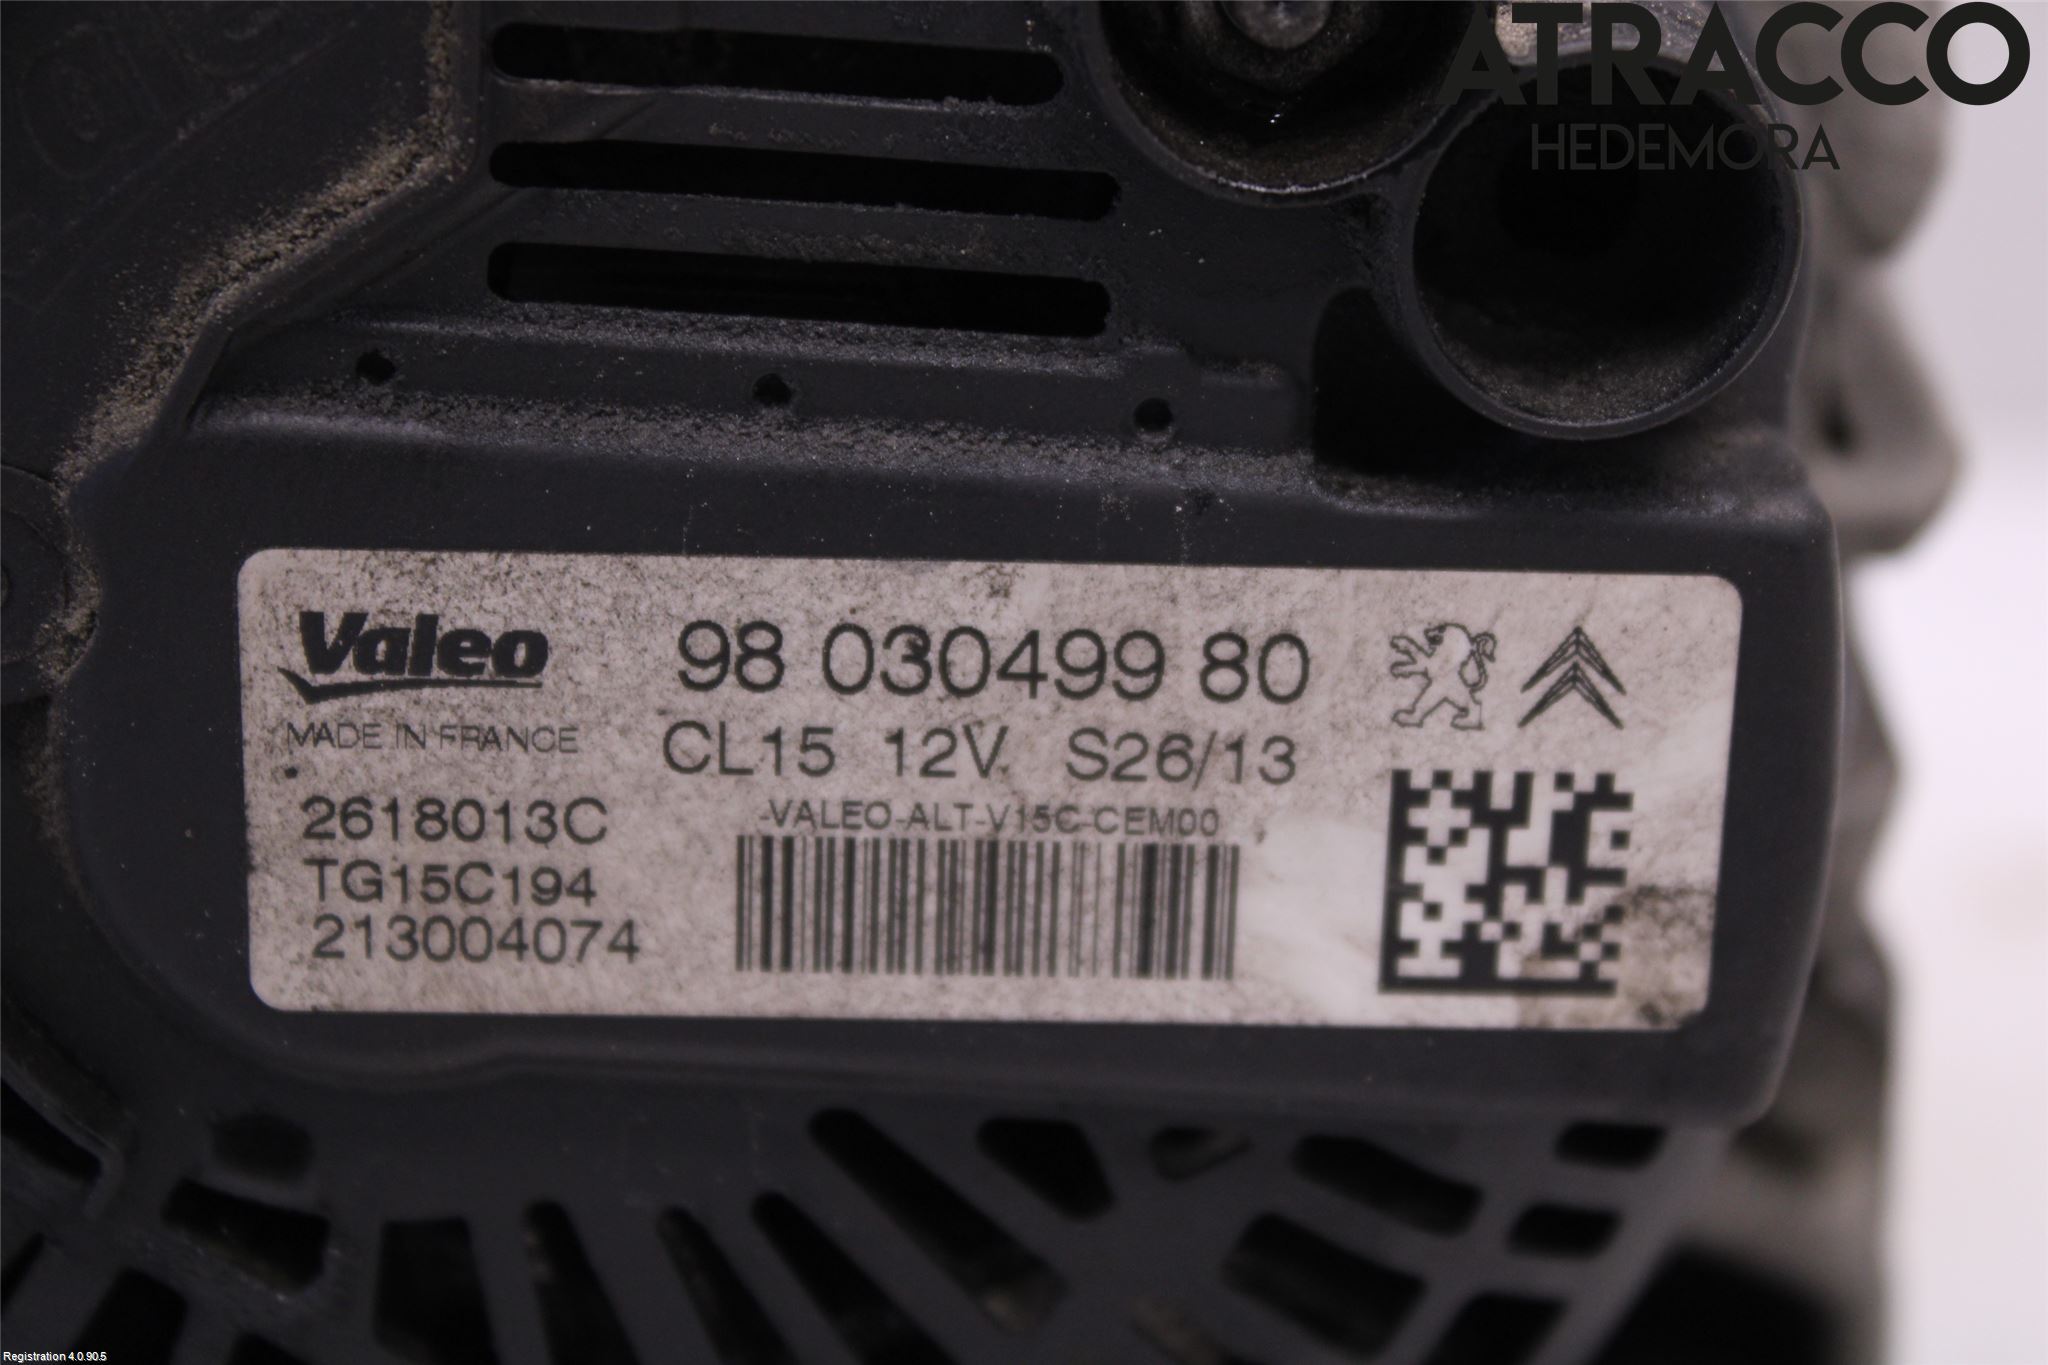 ATRACCO
HEDEMORA
Valeo
98 030499 80
MADE IN FRANCE
CL15 12V S26/13
2618013C
-VALEO-ALT-V15C-CEM00
TG15C194
213004074
Registration 4.0.90.5